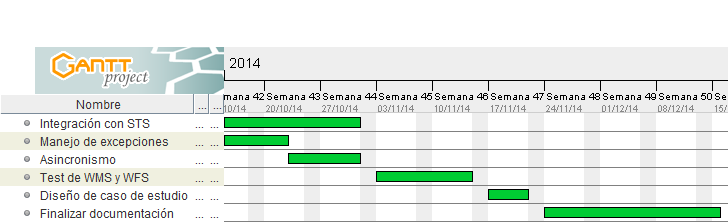 GANTT
project
2014
mana 42 Semana 43 Semana 44 Semana 45 Semana 46 Semana 47 Semana 48 Semana 49 Semana 50 Se
10/14 20/10/14 27/10/14 03/11/14 10/11/14 17/11/14 24/11/14 01/12/14 08/12/14 15/
Nombre ... ...
Integración con STS ... ...
Manejo de excepciones ... ...
Asincronismo ... ...
Test de WMS y WFS ... ...
Diseño de caso de estudio ... ...
Finalizar documentación ... ...